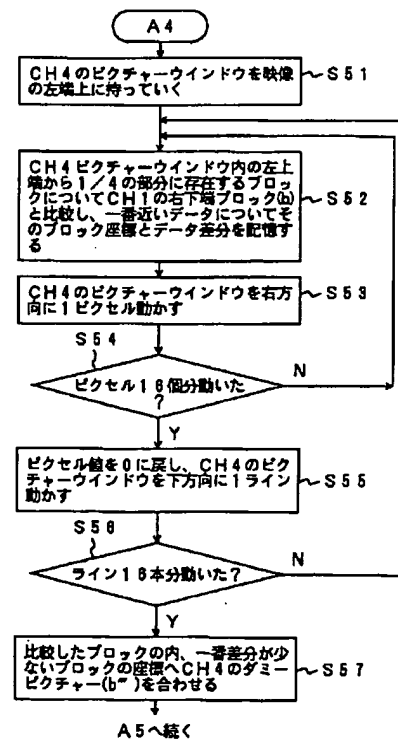 A4
CH4のピクチャーウインドウを映像
の左端上に持っていく
S51
CH4ピクチャーウインドウ内の左上
端から1/4の部分に存在するブロッ
クについてCH1の右下端ブロック(b)
と比較し、一番近いデータについてそ
のブロック座標とデータ差分を記憶す
る
S52
CH4のピクチャーウインドウを右方
向に1ピクセル動かす
S53
S54
ピクセル16個分動いた
?
N
Y
ピクセル値を0に戻し、CH4のピク
チャーウインドウを下方向に1ライン
動かす
S55
S56
ライン16本分動いた?
N
Y
比較したブロックの内、一番差分が少
ないブロックの座標へCH4のダミー
ピクチャー(b''')を合わせる
S57
A5へ続く